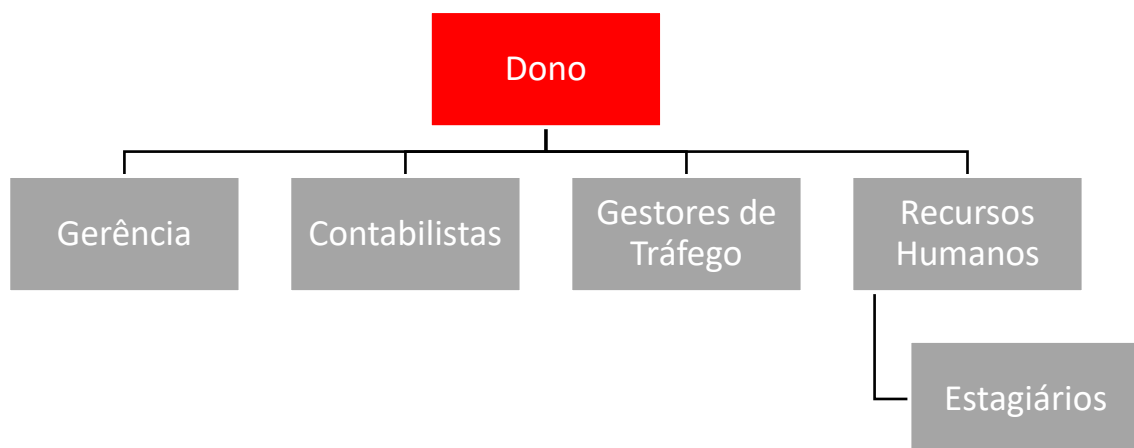 Dono
Gerência
Contabilistas
Gestores de
Tráfego
Recursos
Humanos
Estagiários